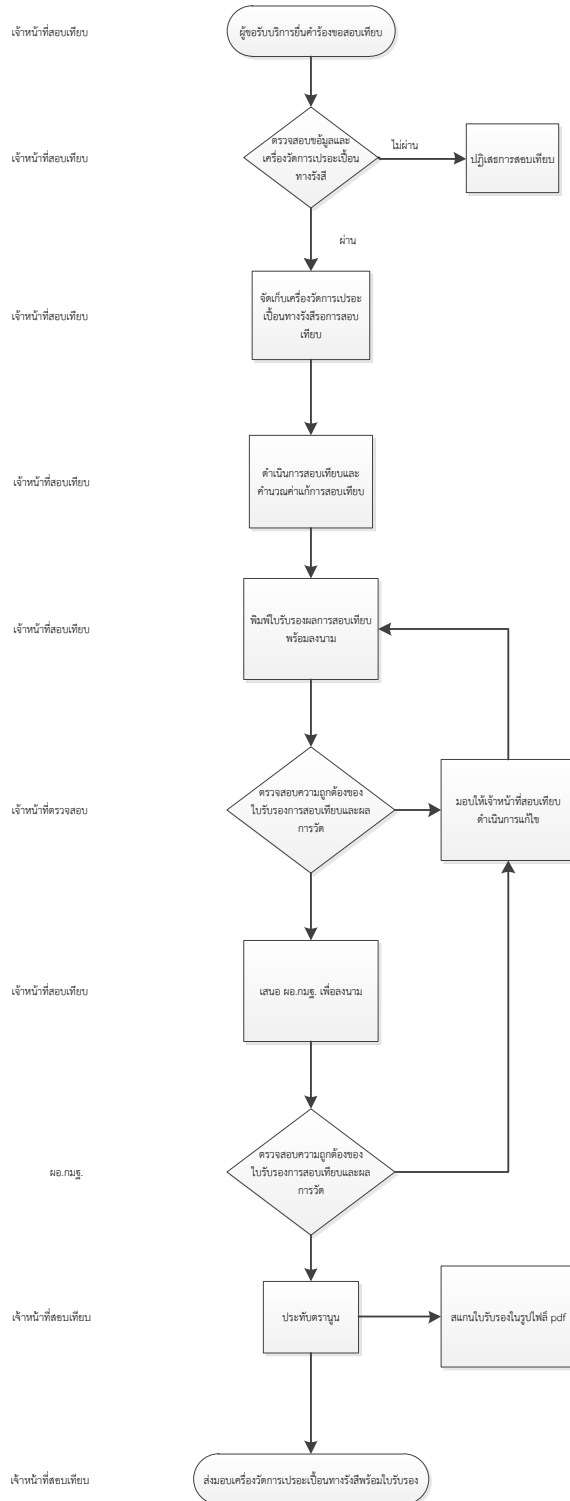 เจ้าหน้าที่สอบเทียบ
ผู้ขอรับบริการยื่นคำร้องขอสอบเทียบ
เจ้าหน้าที่สอบเทียบ
ตรวจสอบข้อมูลและ
เครื่องวัดการเปรอะเปื้อน
ทางรังสี
ไม่ผ่าน
ปฏิเสธการสอบเทียบ
ผ่าน
เจ้าหน้าที่สอบเทียบ
จัดเก็บเครื่องวัดการเปรอะ
เปื้อนทางรังสีรอการสอบ
เทียบ
เจ้าหน้าที่สอบเทียบ
ดำเนินการสอบเทียบและ
คำนวณค่าแก้การสอบเทียบ
เจ้าหน้าที่สอบเทียบ
พิมพ์ใบรับรองผลการสอบเทียบ
พร้อมลงนาม
เจ้าหน้าที่ตรวจสอบ
ตรวจสอบความถูกต้องของ
ใบรับรองการสอบเทียบและผล
การวัด
มอบให้เจ้าหน้าที่สอบเทียบ
ดำเนินการแก้ไข
เจ้าหน้าที่สอบเทียบ
เสนอ ผอ.กมฐ. เพื่อลงนาม
ผอ.กมฐ.
ตรวจสอบความถูกต้องของ
ใบรับรองการสอบเทียบและผล
การวัด
เจ้าหน้าที่สอบเทียบ
ประทับตรานูน
สแกนใบรับรองในรูปไฟล์ pdf
เจ้าหน้าที่สอบเทียบ
ส่งมอบเครื่องวัดการเปรอะเปื้อนทางรังสีพร้อมใบรับรอง